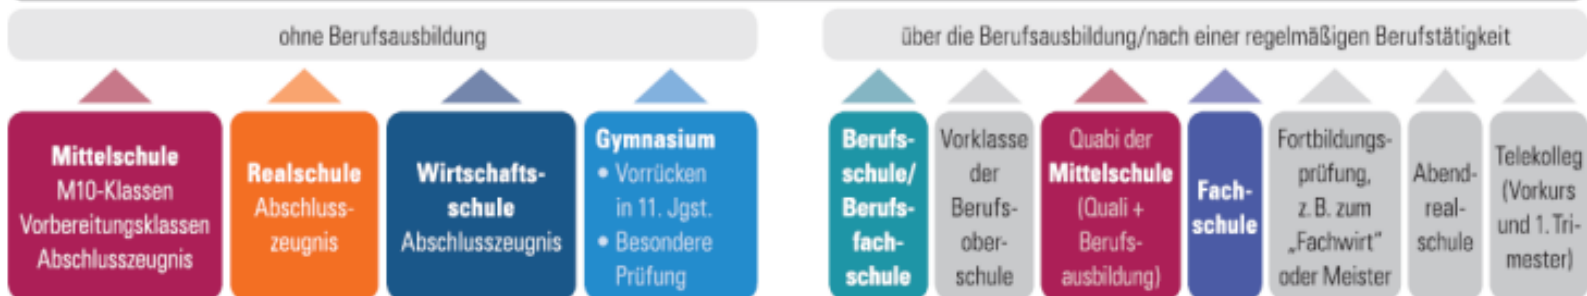 ohne Berufsausbildung
über die Berufsausbildung/nach einer regelmäßigen Berufstätigkeit
Mittelschule
M10-Klassen
Vorbereitungsklassen
Abschlusszeugnis
Realschule
Abschluss-
zeugnis
Wirtschafts-
schule
Abschlusszeugnis
Gymnasium
• Vorrücken
in 11. Jgst.
• Besondere
Prüfung
Berufs-
schule/
Berufs-
fach-
schule
Vorklasse
der
Berufs-
ober-
schule
Quabi der
Mittelschule
(Quali +
Berufs-
ausbildung)
Fach-
schule
Fortbildungs-
prüfung,
z. B. zum
„Fachwirt“
oder Meister
Abend-
real-
schule
Telekolleg
(Vorkurs
und 1. Tri-
mester)